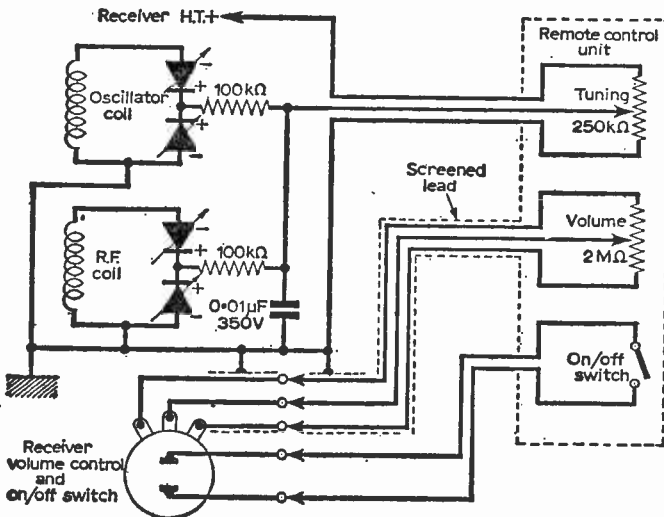 Receiver H.T.+
Remote control
unit
-
+
100kΩ
Oscillator
coil
+
-
Tuning
250kΩ
Screened
lead
-
+
100kΩ
R.F.
coil
+
-
0·01µF
350V
Volume
2MΩ
On/off
switch
Receiver
volume control
and
on/off switch